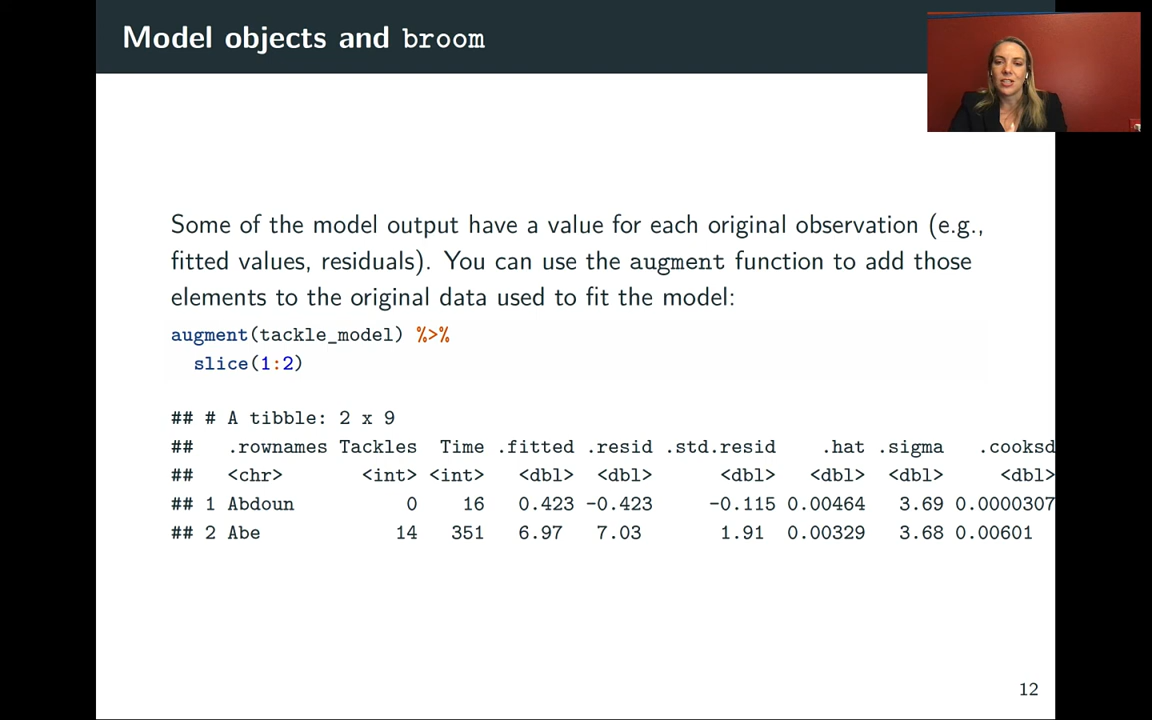 Model objects and broom
Some of the model output have a value for each original observation (e.g.,
fitted values, residuals). You can use the augment function to add those
elements to the original data used to fit the model:
augment(tackle_model) %>%
  slice(1:2)
## # A tibble: 2 x 9
##   .rownames Tackles  Time .fitted .resid .std.resid    .hat .sigma   .cooksd
##   <chr>       <int> <int>   <dbl>  <dbl>      <dbl>   <dbl>  <dbl>     <dbl>
## 1 Abdoun          0    16   0.423 -0.423     -0.115 0.00464   3.69 0.0000307
## 2 Abe            14   351   6.97   7.03       1.91  0.00329   3.68 0.00601
12